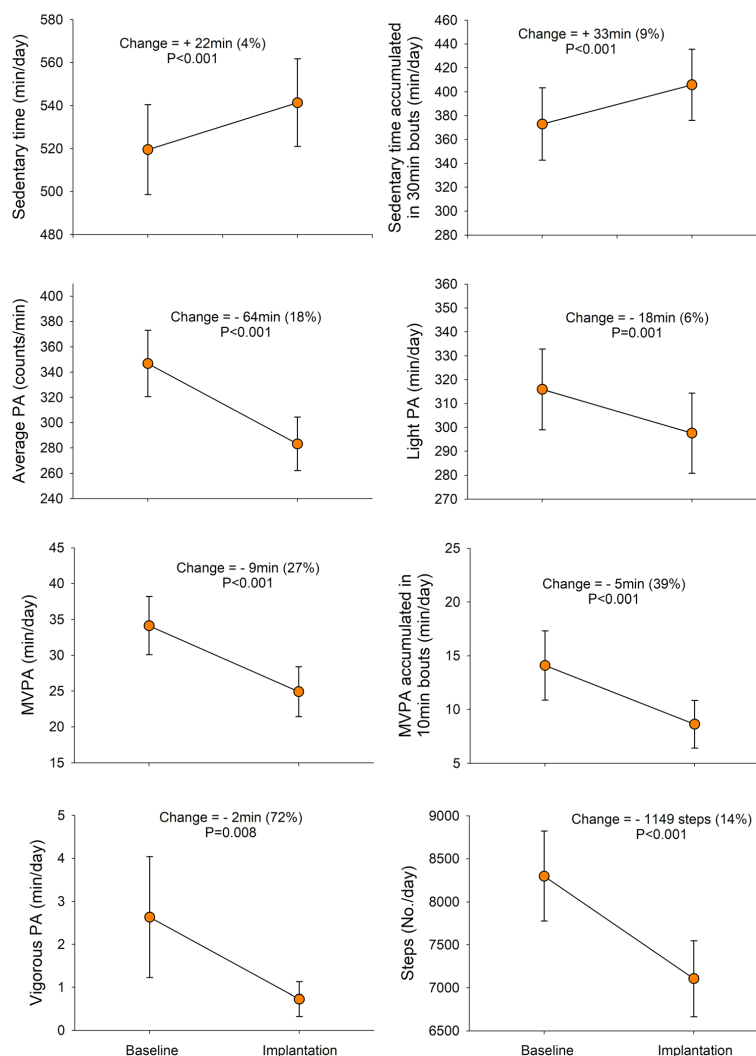 Change = + 22min (4%)
P<0.001
Sedentary time (min/day)
580
560
540
520
500
480
Change = + 33min (9%)
P<0.001
Sedentary time accumulated
in 30min bouts (min/day)
460
440
420
400
380
360
340
320
300
280
Change = - 64min (18%)
P<0.001
Average PA (counts/min)
400
380
360
340
320
300
280
260
240
Change = - 18min (6%)
P=0.001
Light PA (min/day)
360
350
340
330
320
310
300
290
280
270
Change = - 9min (27%)
P<0.001
MVPA (min/day)
45
40
35
30
25
20
15
Change = - 5min (39%)
P<0.001
MVPA accumulated in
10min bouts (min/day)
25
20
15
10
5
Change = - 2min (72%)
P=0.008
Vigorous PA (min/day)
5
4
3
2
1
0
Baseline
Implantation
Change = - 1149 steps (14%)
P<0.001
Steps (No./day)
9000
8500
8000
7500
7000
6500
Baseline
Implantation